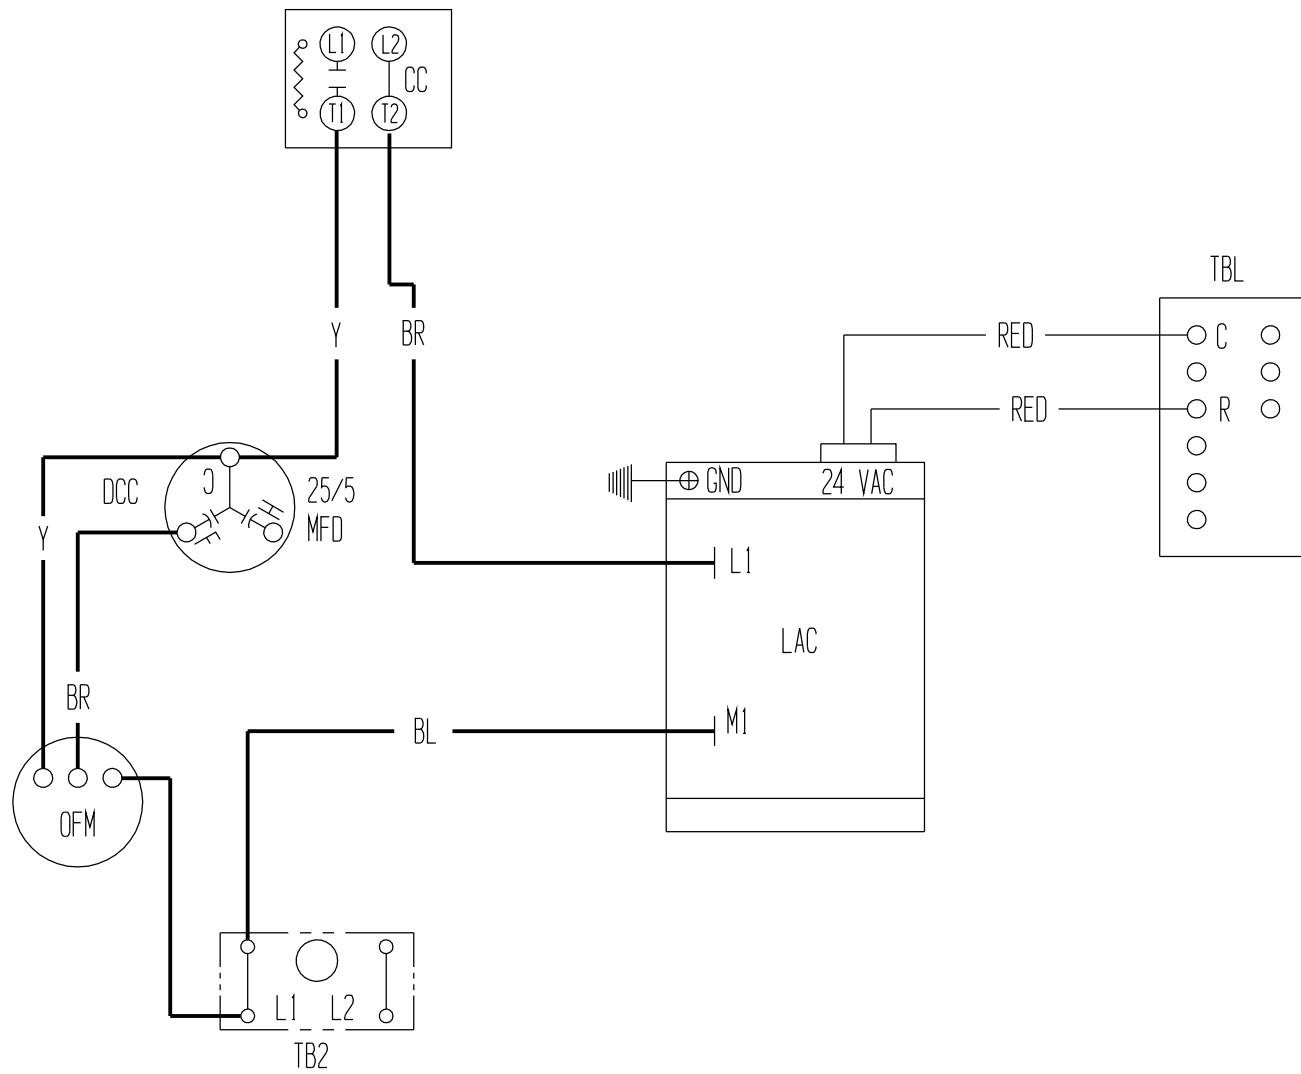 L1 L2
CC
T1 T2
TBL
Y BR
RED C
RED R
DCC C 25/5
GND 24 VAC
H
Y F MFD
L1
LAC
BR
BL M1
OFM
L1 L2
TB2